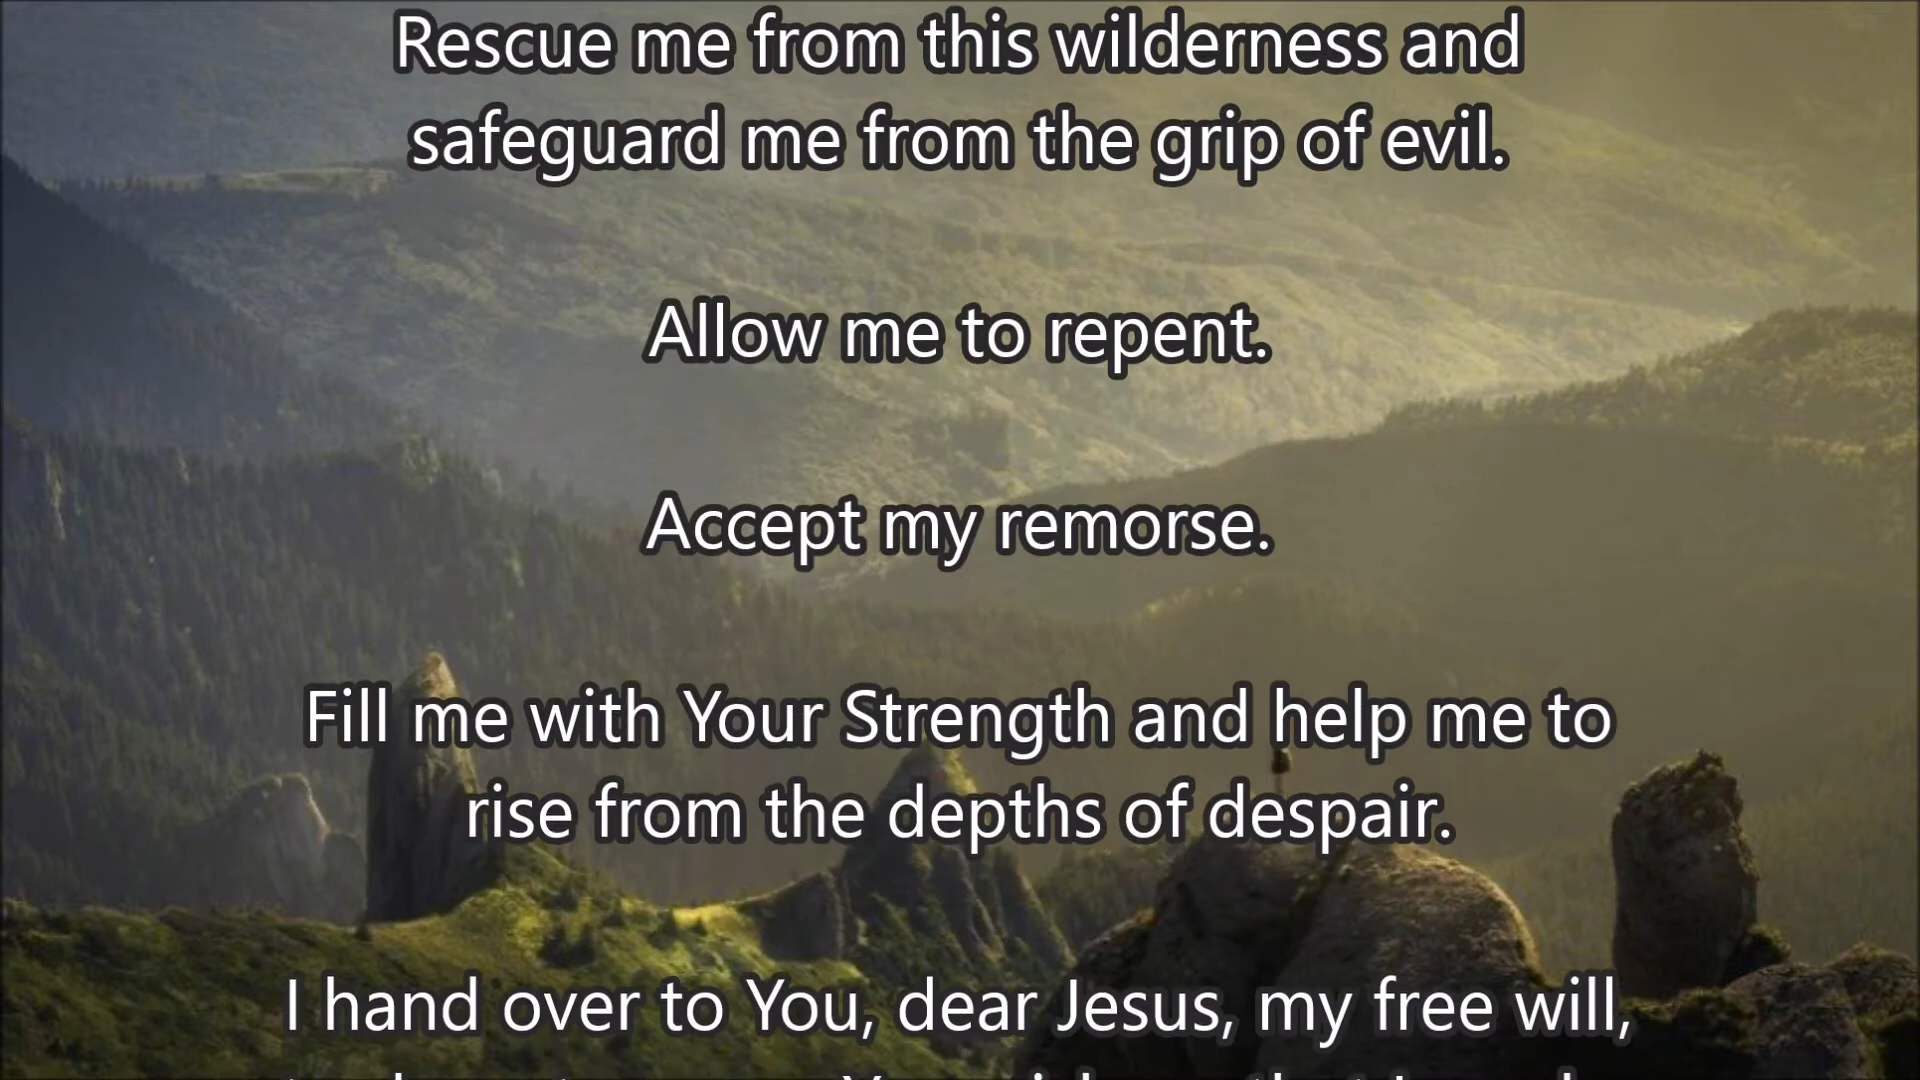 Rescue me from this wilderness and
safeguard me from the grip of evil.
Allow me to repent.
Accept my remorse.
Fill me with Your Strength and help me to
rise from the depths of despair.
I hand over to You, dear Jesus, my free will,